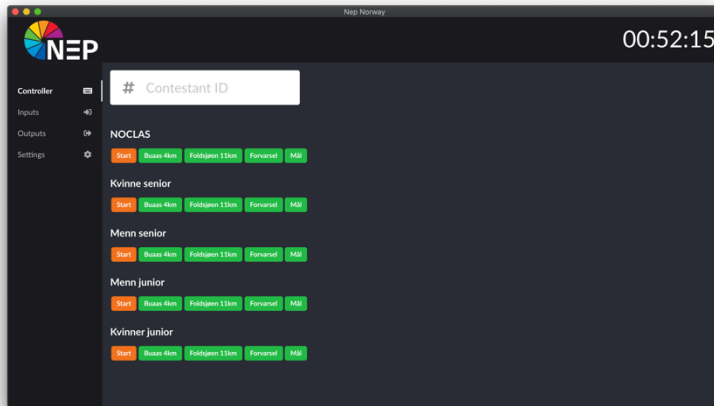 Nep Norway
NEP
00:52:15
Controller
Inputs
Outputs
Settings
# Contestant ID
NOCLAS
Start Buaas 4km Foldsjøen 11km Forvarsel Mål
Kvinne senior
Start Buaas 4km Foldsjøen 11km Forvarsel Mål
Menn senior
Start Buaas 4km Foldsjøen 11km Forvarsel Mål
Menn junior
Start Buaas 4km Foldsjøen 11km Forvarsel Mål
Kvinner junior
Start Buaas 4km Foldsjøen 11km Forvarsel Mål